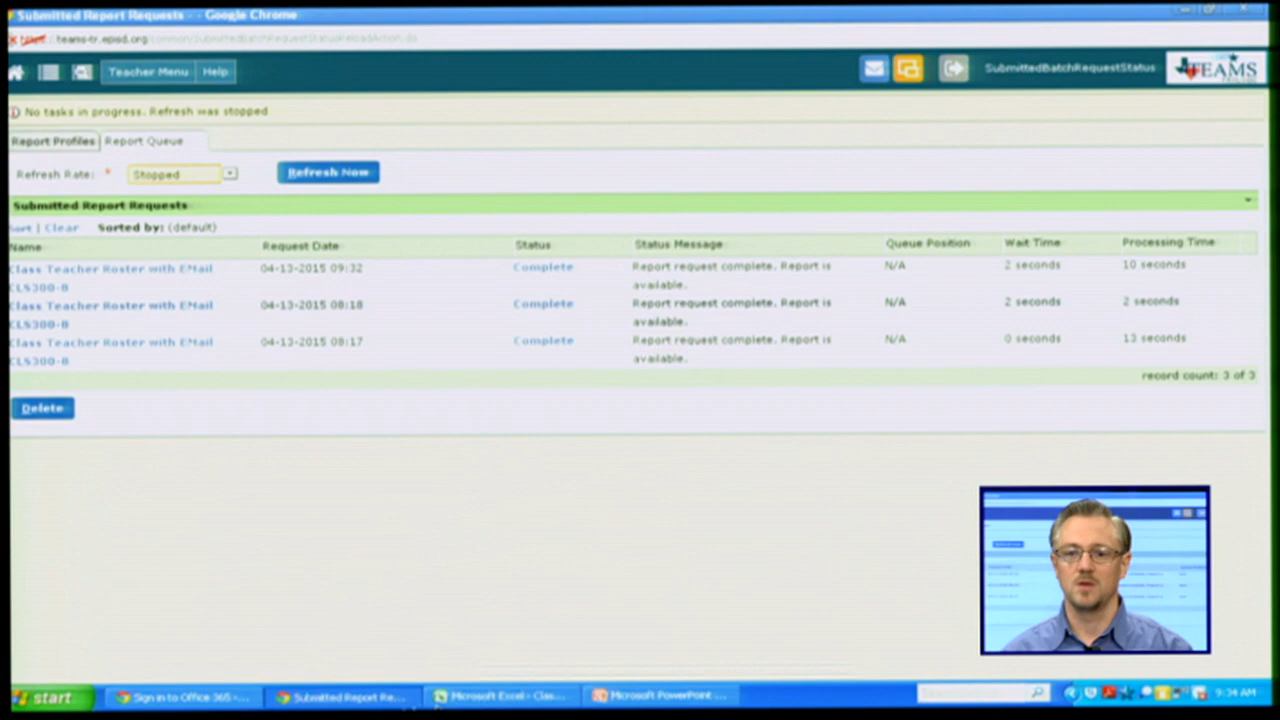 Submitted Report Requests - - Google Chrome
https:// teams-tr.episd.org/common/SubmittedBatchRequestStatusReloadAction.do
Teacher Menu Help SubmittedBatchRequestStatus TEAMS
No tasks in progress. Refresh was stopped
Report Profiles Report Queue
Refresh Rate: * Stopped Refresh Now
Submitted Report Requests
Sort | Clear Sorted by: (default)
Name Request Date Status Status Message Queue Position Wait Time Processing Time
Class Teacher Roster with EMail 04-13-2015 09:32 Complete Report request complete. Report is N/A 2 seconds 10 seconds
CLS300-B available.
Class Teacher Roster with EMail 04-13-2015 08:18 Complete Report request complete. Report is N/A 2 seconds 2 seconds
CLS300-B available.
Class Teacher Roster with EMail 04-13-2015 08:17 Complete Report request complete. Report is N/A 0 seconds 13 seconds
CLS300-B available.
record count: 3 of 3
Delete
start Sign in to Office 365 -... Submitted Report Re... Microsoft Excel - Clas... Microsoft PowerPoint ... 9:34 AM